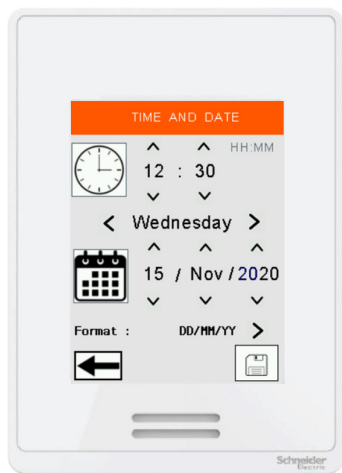 TIME AND DATE
HH:MM
12 : 30
< Wednesday >
15 / Nov / 2020
Format : DD/MM/YY >
Schneider
Electric